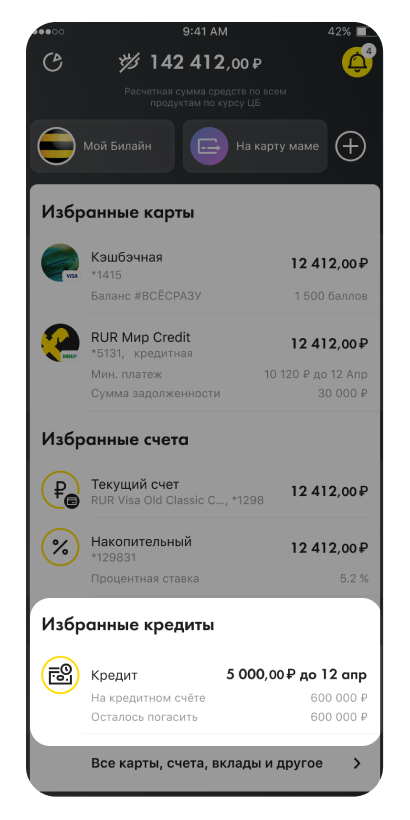 9:41 AM
42%
142 412,00 ₽
4
Расчетная сумма средств по всем
продуктам по курсу ЦБ
Мой Билайн
На карту маме
Избранные карты
Кэшбэчная
12 412,00 ₽
*1415
VISA
Баланс #ВСЁСРАЗУ
1 500 баллов
RUR Мир Credit
12 412,00 ₽
*5131, кредитная
МИР
Мин. платеж
10 120 ₽ до 12 Апр
Сумма задолженности
30 000 ₽
Избранные счета
Текущий счет
12 412,00 ₽
RUR Visa Old Classic C..., *1298
Накопительный
12 412,00 ₽
*129831
Процентная ставка
5.2 %
Избранные кредиты
Кредит
5 000,00 ₽ до 12 апр
На кредитном счёте
600 000 ₽
Осталось погасить
600 000 ₽
Все карты, счета, вклады и другое